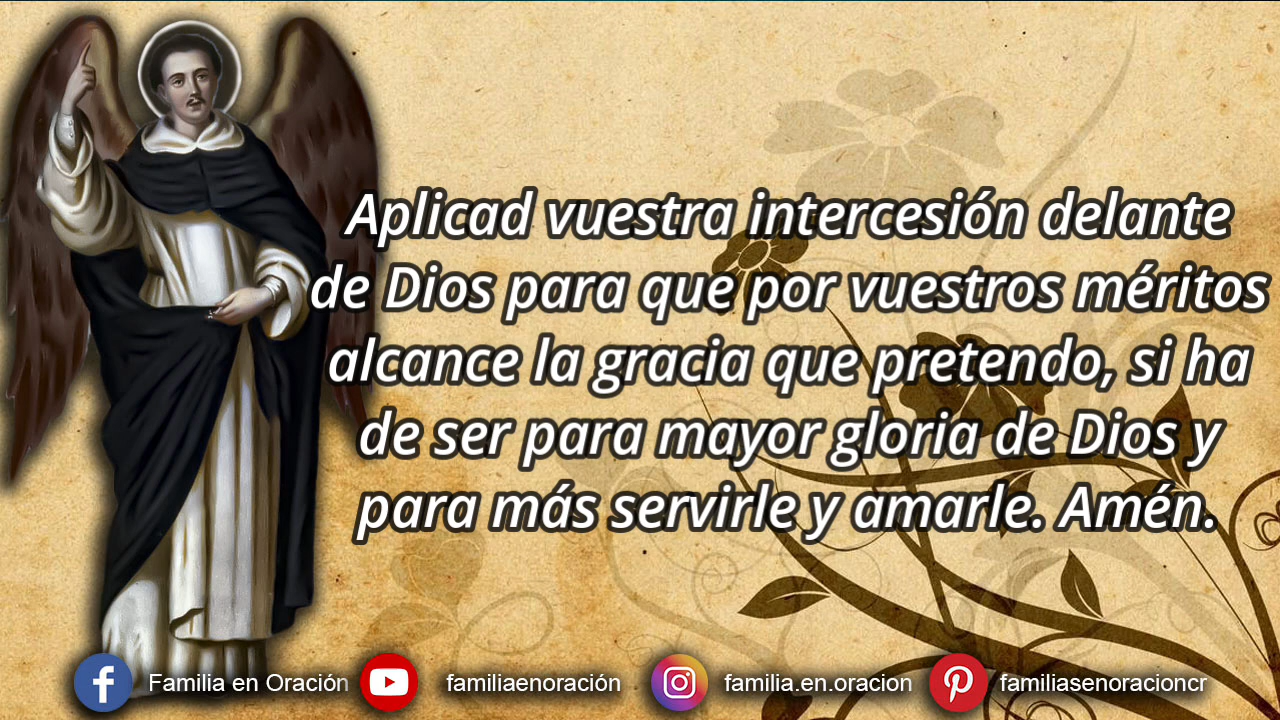 Aplicad vuestra intercesión delante
de Dios para que por vuestros méritos
alcance la gracia que pretendo, si ha
de ser para mayor gloria de Dios y
para más servirle y amarle. Amén.
Familia en Oración
familiaenoración
familia.en.oracion
familiasenoracioncr